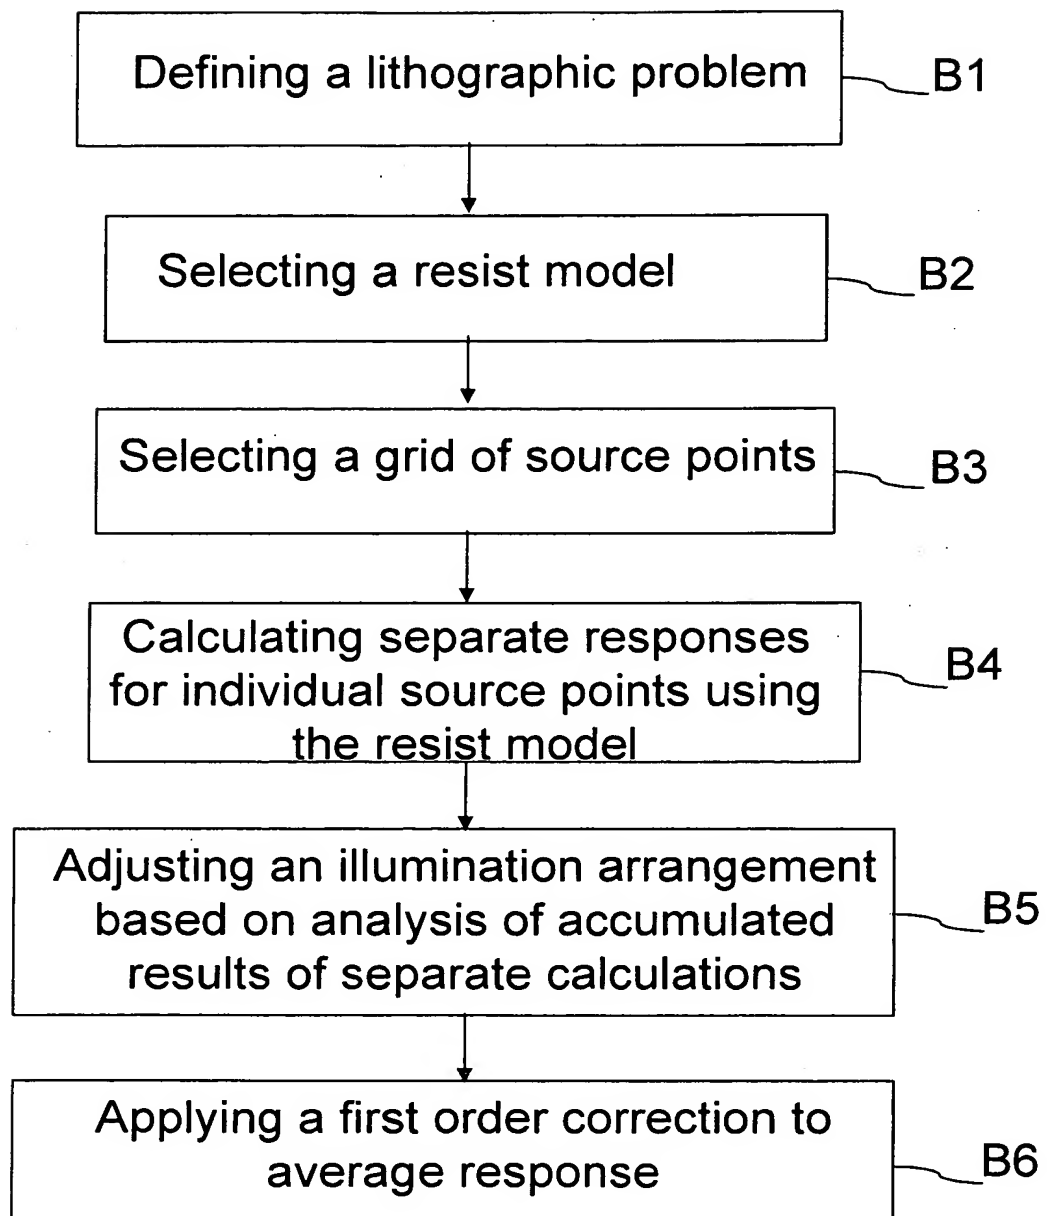 Defining a lithographic problem
B1
Selecting a resist model
B2
Selecting a grid of source points
B3
Calculating separate responses
for individual source points using
the resist model
B4
Adjusting an illumination arrangement
based on analysis of accumulated
results of separate calculations
B5
Applying a first order correction to
average response
B6